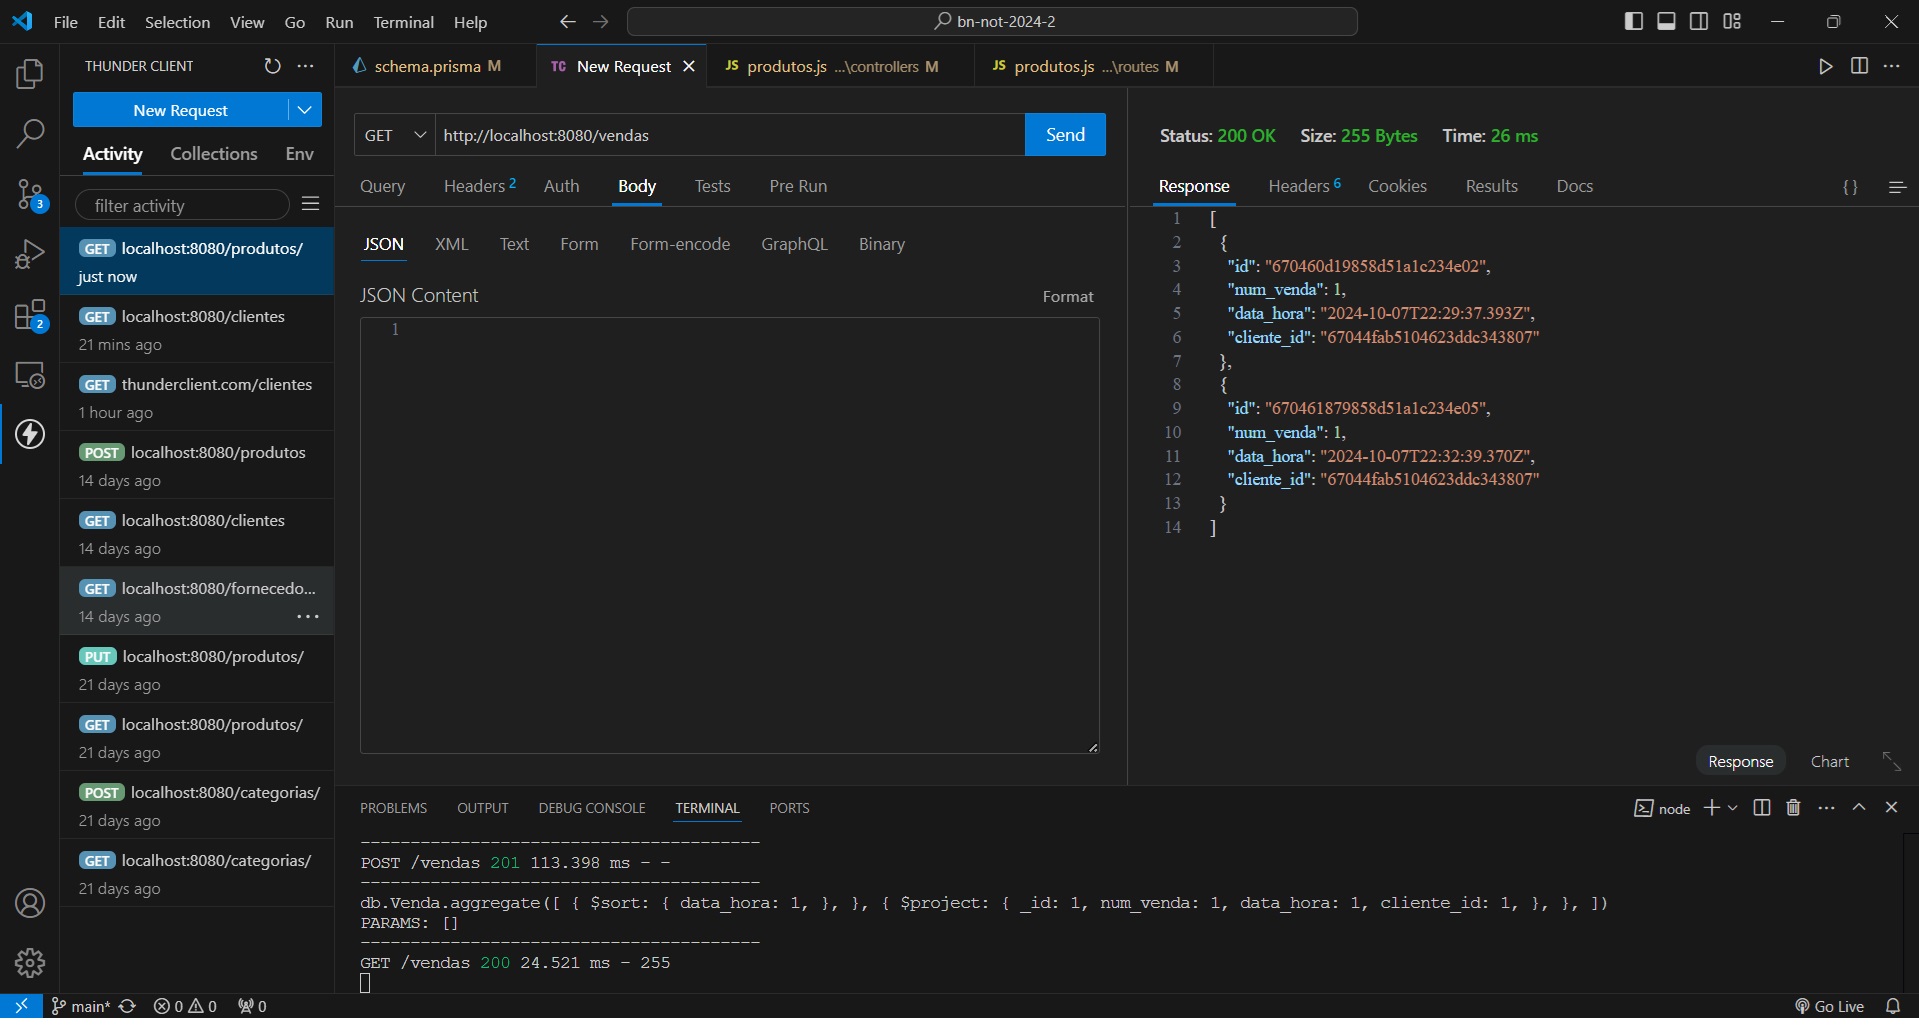 File Edit Selection View Go Run Terminal Help
bn-not-2024-2
THUNDER CLIENT
New Request
Activity Collections Env
filter activity
GET localhost:8080/produtos/
just now
GET localhost:8080/clientes
21 mins ago
GET thunderclient.com/clientes
1 hour ago
POST localhost:8080/produtos
14 days ago
GET localhost:8080/clientes
14 days ago
GET localhost:8080/fornecedo...
14 days ago
PUT localhost:8080/produtos/
21 days ago
GET localhost:8080/produtos/
21 days ago
POST localhost:8080/categorias/
21 days ago
GET localhost:8080/categorias/
21 days ago
3
2
schema.prisma M
TC New Request
JS produtos.js ...\controllers M
JS produtos.js ...\routes M
GET http://localhost:8080/vendas Send
Query Headers 2 Auth Body Tests Pre Run
JSON XML Text Form Form-encode GraphQL Binary
JSON Content Format
1
Status: 200 OK Size: 255 Bytes Time: 26 ms
Response Headers 6 Cookies Results Docs {}
1 [
2 {
3 "id": "670460d19858d51a1c234e02",
4 "num_venda": 1,
5 "data_hora": "2024-10-07T22:29:37.393Z",
6 "cliente_id": "67044fab5104623ddc343807"
7 },
8 {
9 "id": "670461879858d51a1c234e05",
10 "num_venda": 1,
11 "data_hora": "2024-10-07T22:32:39.370Z",
12 "cliente_id": "67044fab5104623ddc343807"
13 }
14 ]
Response Chart
PROBLEMS OUTPUT DEBUG CONSOLE TERMINAL PORTS
node
----------------------------------------
POST /vendas 201 113.398 ms - -
----------------------------------------
db.Venda.aggregate([ { $sort: { data_hora: 1, }, }, { $project: { _id: 1, num_venda: 1, data_hora: 1, cliente_id: 1, }, }, ])
PARAMS: []
----------------------------------------
GET /vendas 200 24.521 ms - 255
main* 0 0 0
Go Live